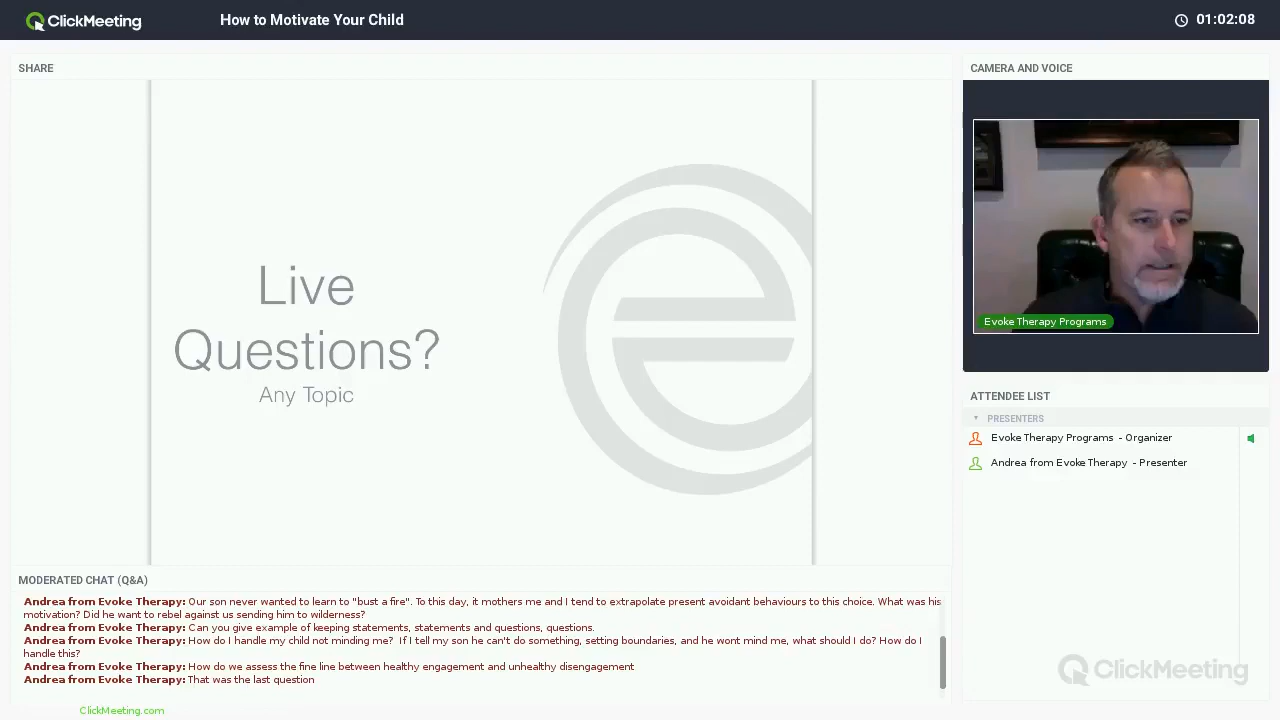 ClickMeeting
How to Motivate Your Child
01:02:08
SHARE
CAMERA AND VOICE
Live
Questions?
Any Topic
Evoke Therapy Programs
ATTENDEE LIST
PRESENTERS
Evoke Therapy Programs - Organizer
Andrea from Evoke Therapy - Presenter
MODERATED CHAT (Q&A)
Andrea from Evoke Therapy: Our son never wanted to learn to "bust a fire". To this day, it mothers me and I tend to extrapolate present avoidant behaviours to this choice. What was his
motivation? Did he want to rebel against us sending him to wilderness?
Andrea from Evoke Therapy: Can you give example of keeping statements, statements and questions, questions.
Andrea from Evoke Therapy: How do I handle my child not minding me? If I tell my son he can't do something, setting boundaries, and he wont mind me, what should I do? How do I
handle this?
Andrea from Evoke Therapy: How do we assess the fine line between healthy engagement and unhealthy disengagement
Andrea from Evoke Therapy: That was the last question
ClickMeeting
ClickMeeting.com